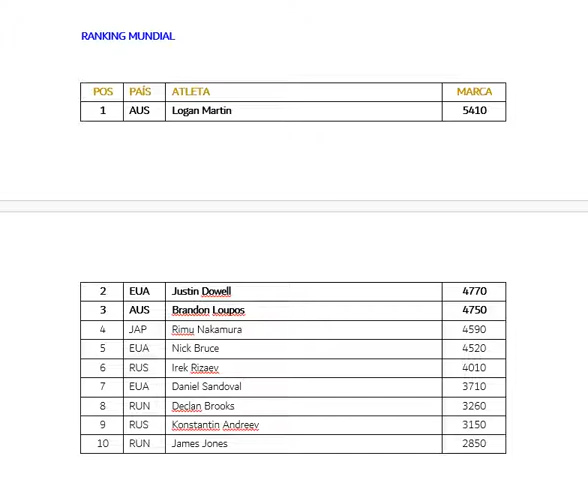 RANKING MUNDIAL
POS PAÍS ATLETA MARCA
1 AUS Logan Martin 5410
2 EUA Justin Dowell 4770
3 AUS Brandon Loupos 4750
4 JAP Rimu Nakamura 4590
5 EUA Nick Bruce 4520
6 RUS Irek Rizaev 4010
7 EUA Daniel Sandoval 3710
8 RUN Declan Brooks 3260
9 RUS Konstantin Andreev 3150
10 RUN James Jones 2850